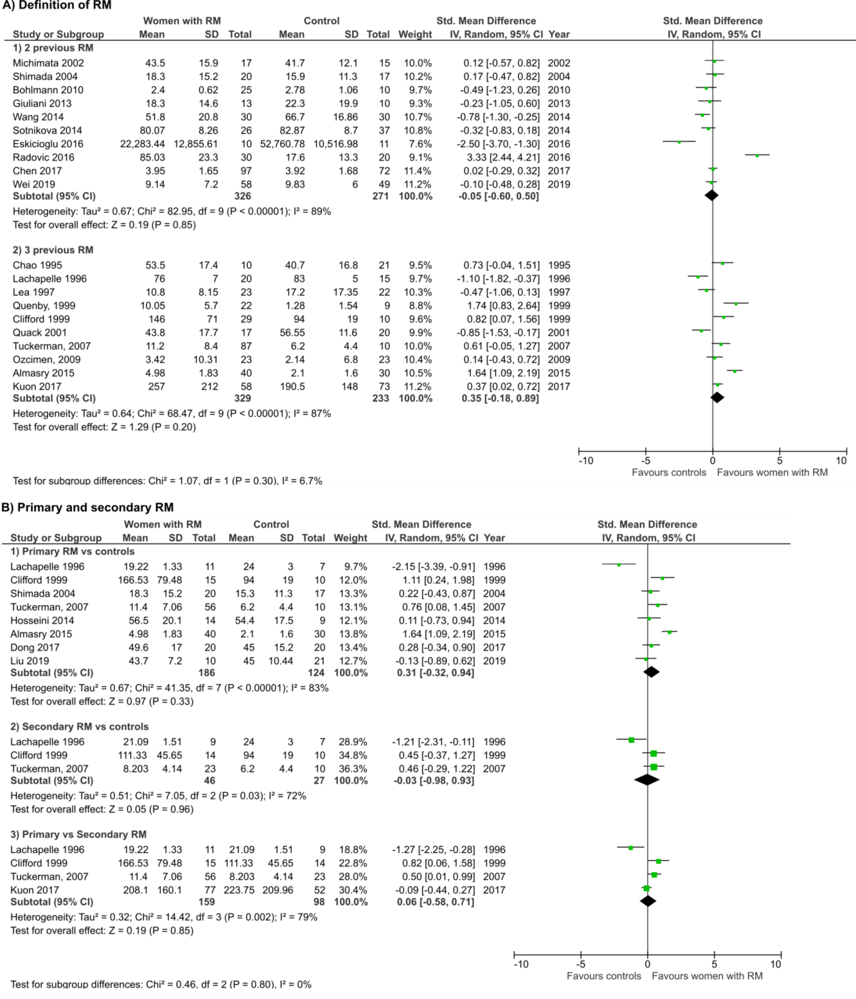 A) Definition of RM
Women with RM Control Std. Mean Difference Std. Mean Difference
Study or Subgroup Mean SD Total Mean SD Total Weight IV, Random, 95% CI Year IV, Random, 95% CI
1) 2 previous RM
Michimata 2002 43.5 15.9 17 41.7 12.1 15 10.0% 0.12 [-0.57, 0.82] 2002
Shimada 2004 18.3 15.2 20 15.9 11.3 17 10.2% 0.17 [-0.47, 0.82] 2004
Bohlmann 2010 2.4 0.62 25 2.78 1.06 10 9.7% -0.49 [-1.23, 0.26] 2010
Giuliani 2013 18.3 14.6 13 22.3 19.9 10 9.3% -0.23 [-1.05, 0.60] 2013
Wang 2014 51.8 20.8 30 66.7 16.86 30 10.7% -0.78 [-1.30, -0.25] 2014
Sotnikova 2014 80.07 8.26 26 82.87 8.7 37 10.8% -0.32 [-0.83, 0.18] 2014
Eskicioglu 2016 22,283.44 12,855.61 10 52,760.78 10,516.98 11 7.6% -2.50 [-3.70, -1.30] 2016
Radovic 2016 85.03 23.3 30 17.6 13.3 20 9.1% 3.33 [2.44, 4.21] 2016
Chen 2017 3.95 1.65 97 3.92 1.68 72 11.4% 0.02 [-0.29, 0.32] 2017
Wei 2019 9.14 7.2 58 9.83 6 49 11.2% -0.10 [-0.48, 0.28] 2019
Subtotal (95% CI) 326 271 100.0% -0.05 [-0.60, 0.50]
Heterogeneity: Tau² = 0.67; Chi² = 82.95, df = 9 (P < 0.00001); I² = 89%
Test for overall effect: Z = 0.19 (P = 0.85)
2) 3 previous RM
Chao 1995 53.5 17.4 10 40.7 16.8 21 9.5% 0.73 [-0.04, 1.51] 1995
Lachapelle 1996 76 7 20 83 5 15 9.7% -1.10 [-1.82, -0.37] 1996
Lea 1997 10.8 8.15 23 17.2 17.35 22 10.3% -0.47 [-1.06, 0.13] 1997
Quenby, 1999 10.05 5.7 22 1.28 1.54 9 8.8% 1.74 [0.83, 2.64] 1999
Clifford 1999 146 71 29 94 19 10 9.6% 0.82 [0.07, 1.56] 1999
Quack 2001 43.8 17.7 17 56.55 11.6 20 9.9% -0.85 [-1.53, -0.17] 2001
Tuckerman, 2007 11.2 8.4 87 6.2 4.4 10 10.0% 0.61 [-0.05, 1.27] 2007
Ozcimen, 2009 3.42 10.31 23 2.14 6.8 23 10.4% 0.14 [-0.43, 0.72] 2009
Almasry 2015 4.98 1.83 40 2.1 1.6 30 10.5% 1.64 [1.09, 2.19] 2015
Kuon 2017 257 212 58 190.5 148 73 11.2% 0.37 [0.02, 0.72] 2017
Subtotal (95% CI) 329 233 100.0% 0.35 [-0.18, 0.89]
Heterogeneity: Tau² = 0.64; Chi² = 68.47, df = 9 (P < 0.00001); I² = 87%
Test for overall effect: Z = 1.29 (P = 0.20)
-10 -5 0 5 10
Favours controls Favours women with RM
Test for subgroup differences: Chi² = 1.07, df = 1 (P = 0.30), I² = 6.7%
B) Primary and secondary RM
Women with RM Control Std. Mean Difference Std. Mean Difference
Study or Subgroup Mean SD Total Mean SD Total Weight IV, Random, 95% CI Year IV, Random, 95% CI
1) Primary RM vs controls
Lachapelle 1996 19.22 1.33 11 24 3 7 9.7% -2.15 [-3.39, -0.91] 1996
Clifford 1999 166.53 79.48 15 94 19 10 12.0% 1.11 [0.24, 1.98] 1999
Shimada 2004 18.3 15.2 20 15.3 11.3 17 13.3% 0.22 [-0.43, 0.87] 2004
Tuckerman, 2007 11.4 7.06 56 6.2 4.4 10 13.1% 0.76 [0.08, 1.45] 2007
Hosseini 2014 56.5 20.1 14 54.4 17.5 9 12.1% 0.11 [-0.73, 0.94] 2014
Almasry 2015 4.98 1.83 40 2.1 1.6 30 13.8% 1.64 [1.09, 2.19] 2015
Dong 2017 49.6 17 20 45 15.2 20 13.4% 0.28 [-0.34, 0.90] 2017
Liu 2019 43.7 7.2 10 45 10.44 21 12.7% -0.13 [-0.89, 0.62] 2019
Subtotal (95% CI) 186 124 100.0% 0.31 [-0.32, 0.94]
Heterogeneity: Tau² = 0.67; Chi² = 41.35, df = 7 (P < 0.00001); I² = 83%
Test for overall effect: Z = 0.97 (P = 0.33)
2) Secondary RM vs controls
Lachapelle 1996 21.09 1.51 9 24 3 7 28.9% -1.21 [-2.31, -0.11] 1996
Clifford 1999 111.33 45.65 14 94 19 10 34.8% 0.45 [-0.37, 1.27] 1999
Tuckerman, 2007 8.203 4.14 23 6.2 4.4 10 36.3% 0.46 [-0.29, 1.22] 2007
Subtotal (95% CI) 46 27 100.0% -0.03 [-0.98, 0.93]
Heterogeneity: Tau² = 0.51; Chi² = 7.05, df = 2 (P = 0.03); I² = 72%
Test for overall effect: Z = 0.05 (P = 0.96)
3) Primary vs Secondary RM
Lachapelle 1996 19.22 1.33 11 21.09 1.51 9 18.8% -1.27 [-2.25, -0.28] 1996
Clifford 1999 166.53 79.48 15 111.33 45.65 14 22.8% 0.82 [0.06, 1.58] 1999
Tuckerman, 2007 11.4 7.06 56 8.203 4.14 23 28.0% 0.50 [0.01, 0.99] 2007
Kuon 2017 208.1 160.1 77 223.75 209.96 52 30.4% -0.09 [-0.44, 0.27] 2017
Subtotal (95% CI) 159 98 100.0% 0.06 [-0.58, 0.71]
Heterogeneity: Tau² = 0.32; Chi² = 14.42, df = 3 (P = 0.002); I² = 79%
Test for overall effect: Z = 0.19 (P = 0.85)
-10 -5 0 5 10
Favours controls Favours women with RM
Test for subgroup differences: Chi² = 0.46, df = 2 (P = 0.80), I² = 0%